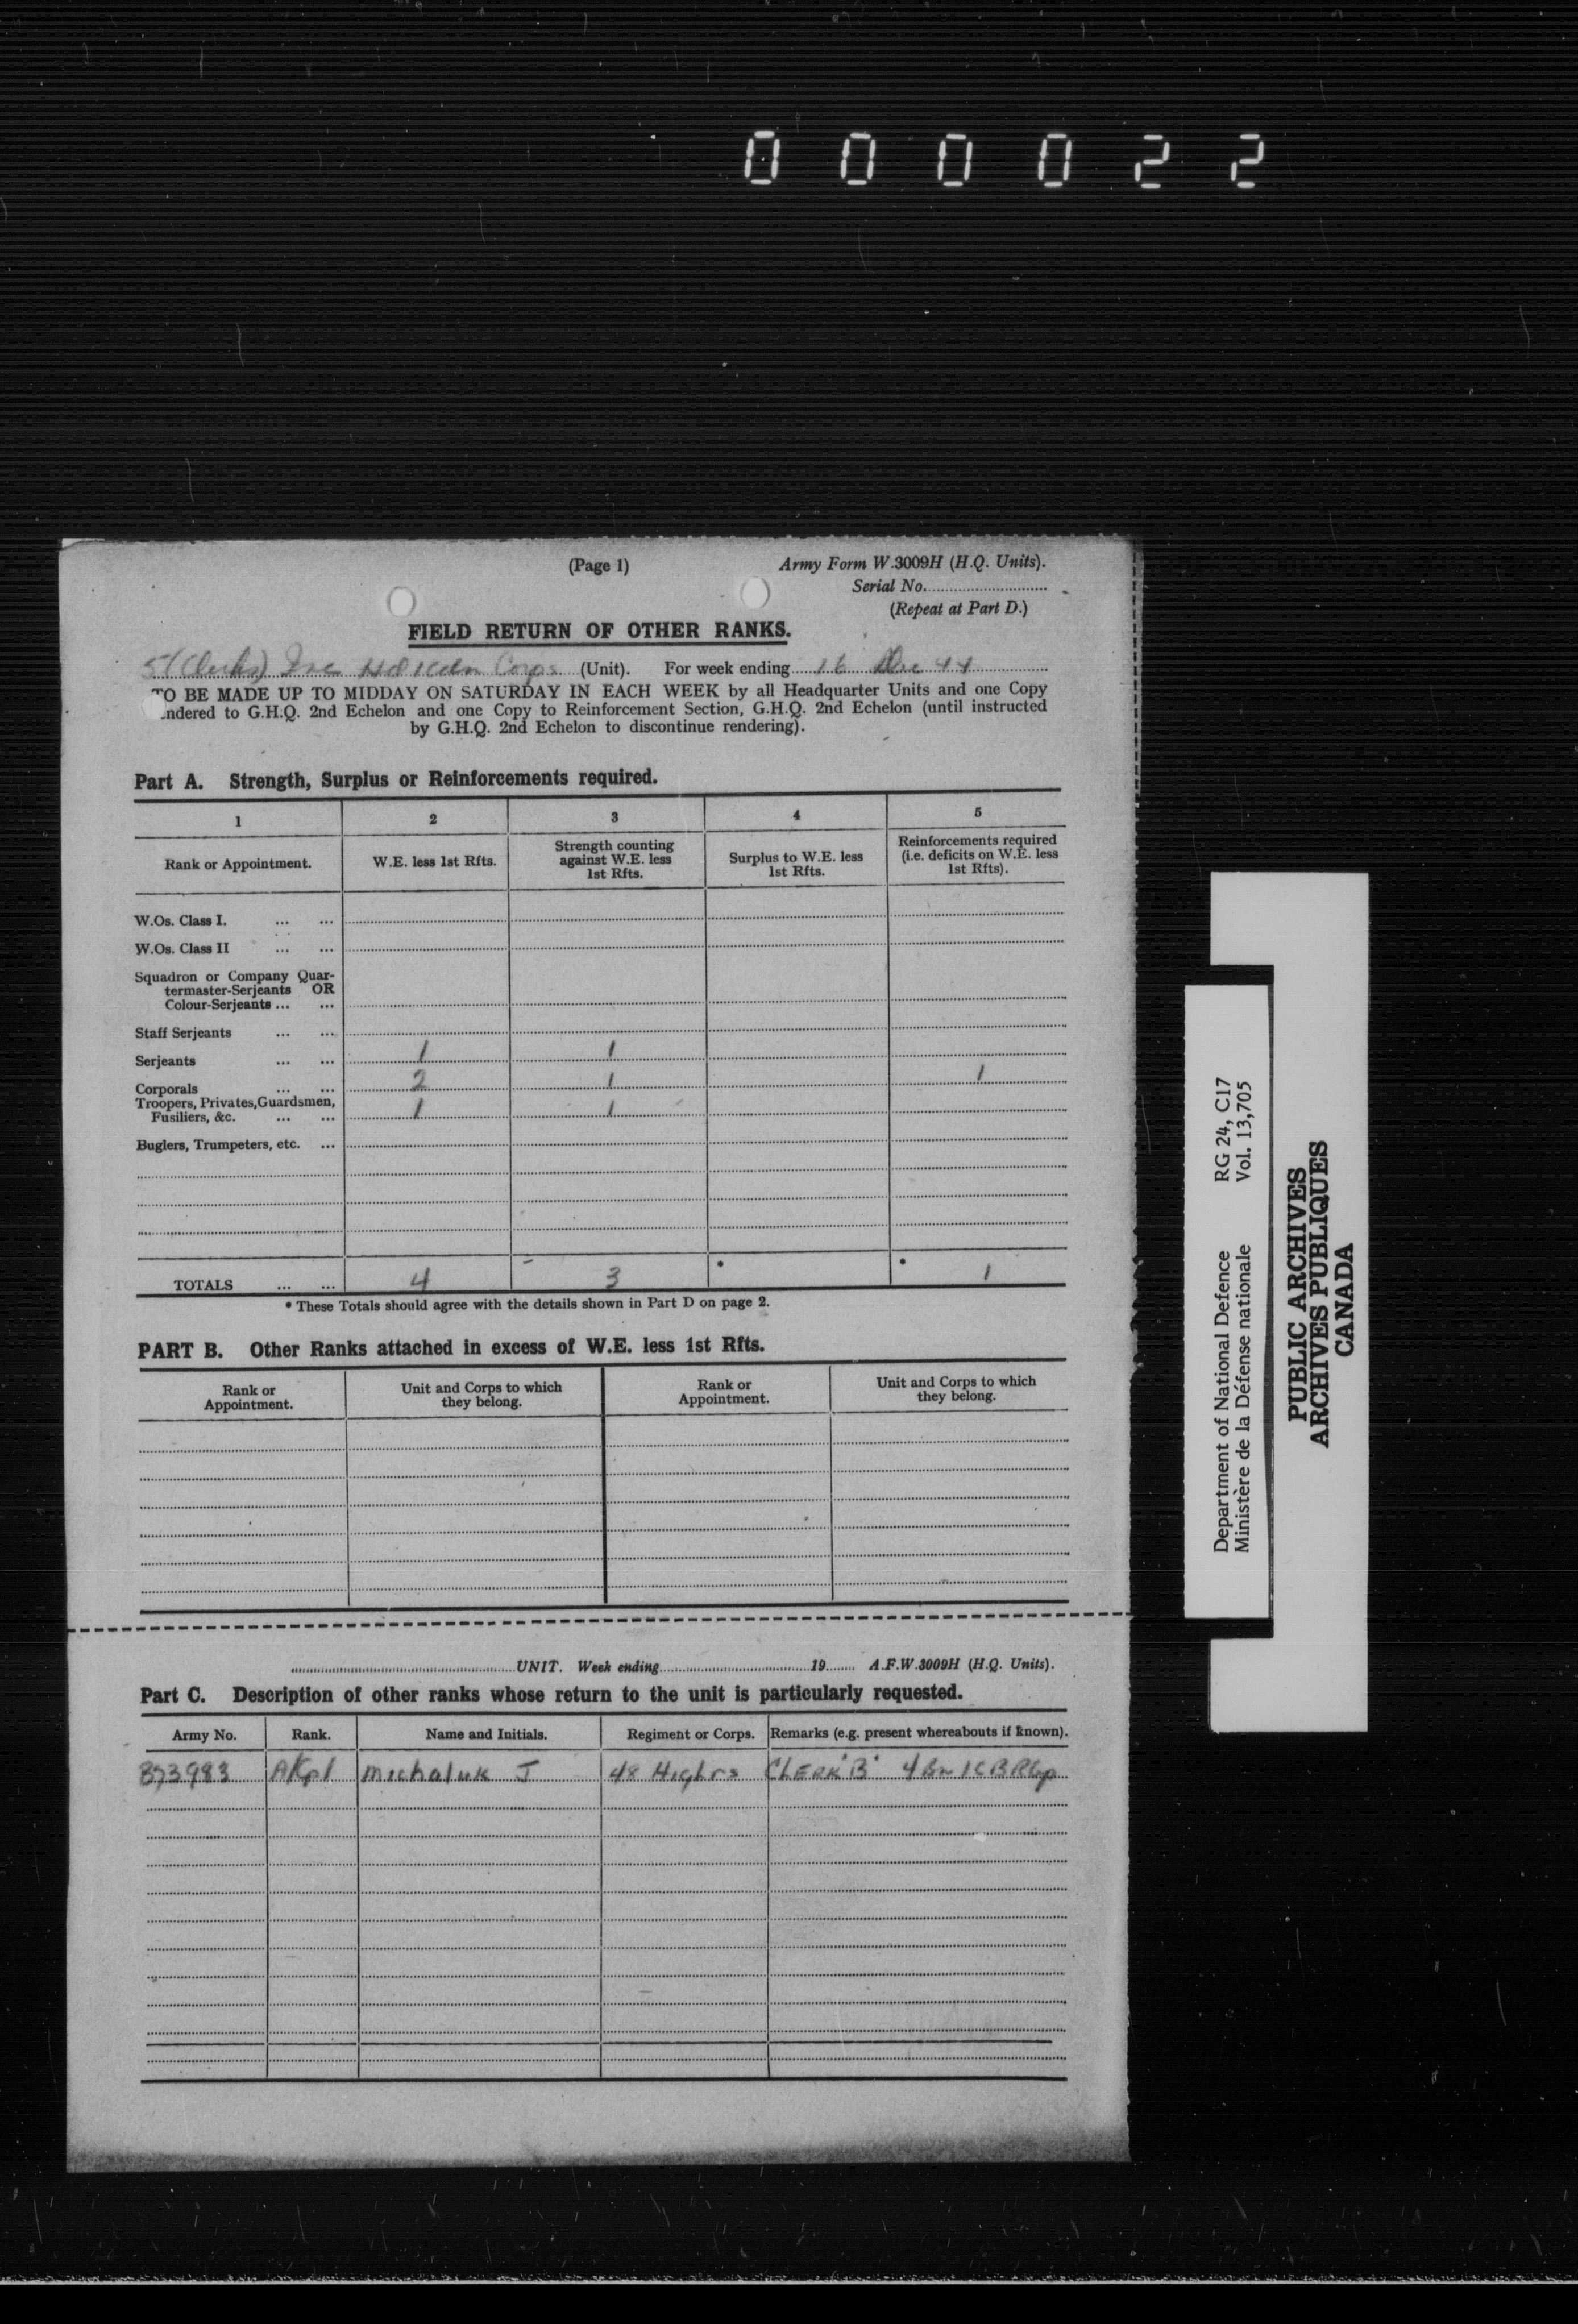 000022
(Page 1)
Army Form W.3009H (H.Q. Units).
Serial No.
(Repeat at Part D.)
FIELD RETURN OF OTHER RANKS.
Corps (Unit). For week ending 16 Dec 44
TO BE MADE UP TO MIDDAY ON SATURDAY IN EACH WEEK by all Headquarter Units and one Copy
endered to G.H.Q. 2nd Echelon and one Copy to Reinforcement Section, G.H.Q. 2nd Echelon (until instructed
by G.H.Q. 2nd Echelon to discontinue rendering).
Part A. Strength, Surplus or Reinforcements required.
1 2 3 4 5
Rank or Appointment. W.E. less 1st Rfts. Strength counting against W.E. less 1st Rfts. Surplus to W.E. less 1st Rfts. Reinforcements required (i.e. deficits on W.E. less 1st Rfts).
W.Os. Class I. ... ...
W.Os. Class II ... ...
Squadron or Company Quar-
termaster-Serjeants OR
Colour-Serjeants ... ...
Staff Serjeants ... ...
Serjeants ... ... 1 1
Corporals ... ... 2 1 1
Troopers, Privates, Guardsmen,
Fusiliers, &c. ... ... 1 1
Buglers, Trumpeters, etc. ...
TOTALS ... ... 4 3 * * 1
* These Totals should agree with the details shown in Part D on page 2.
PART B. Other Ranks attached in excess of W.E. less 1st Rfts.
Rank or Appointment. Unit and Corps to which they belong. Rank or Appointment. Unit and Corps to which they belong.
UNIT. Week ending 19 A.F.W.3009H (H.Q. Units).
Part C. Description of other ranks whose return to the unit is particularly requested.
Army No. Rank. Name and Initials. Regiment or Corps. Remarks (e.g. present whereabouts if known).
B73983 A/Cpl Michaluk J 48 Highrs CLERK "B" 4 Bn 1CBRGp
Department of National Defence RG 24, C17
Ministère de la Défense nationale Vol. 13,705
PUBLIC ARCHIVES
ARCHIVES PUBLIQUES
CANADA